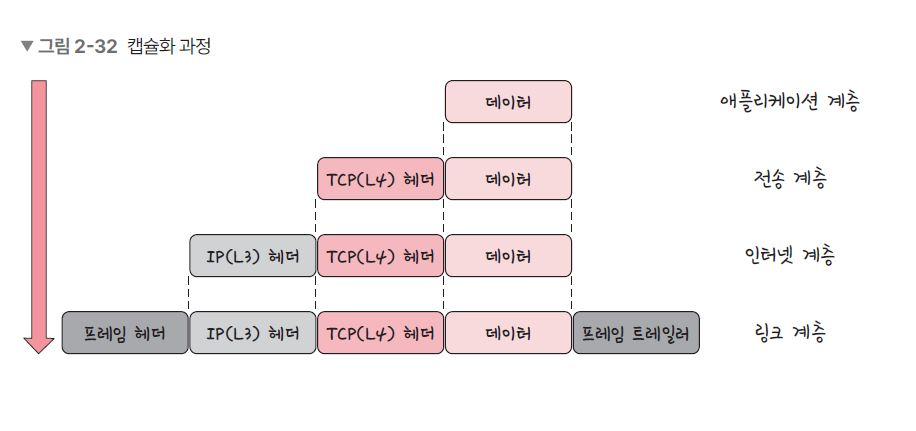 ▼ 그림 2-32 캡슐화 과정
데이터 애플리케이션 계층
TCP(L4) 헤더 데이터 전송 계층
IP(L3) 헤더 TCP(L4) 헤더 데이터 인터넷 계층
프레임 헤더 IP(L3) 헤더 TCP(L4) 헤더 데이터 프레임 트레일러 링크 계층